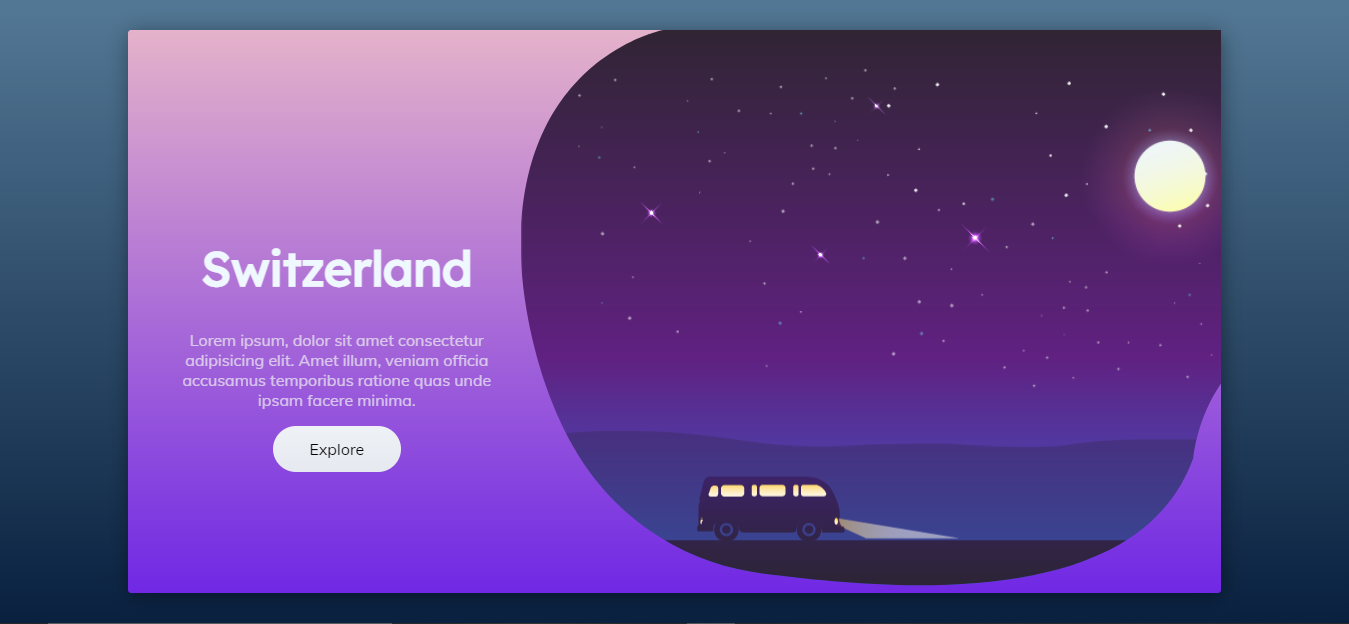 Switzerland
Lorem ipsum, dolor sit amet consectetur
adipisicing elit. Amet illum, veniam officia
accusamus temporibus ratione quas unde
ipsam facere minima.
Explore